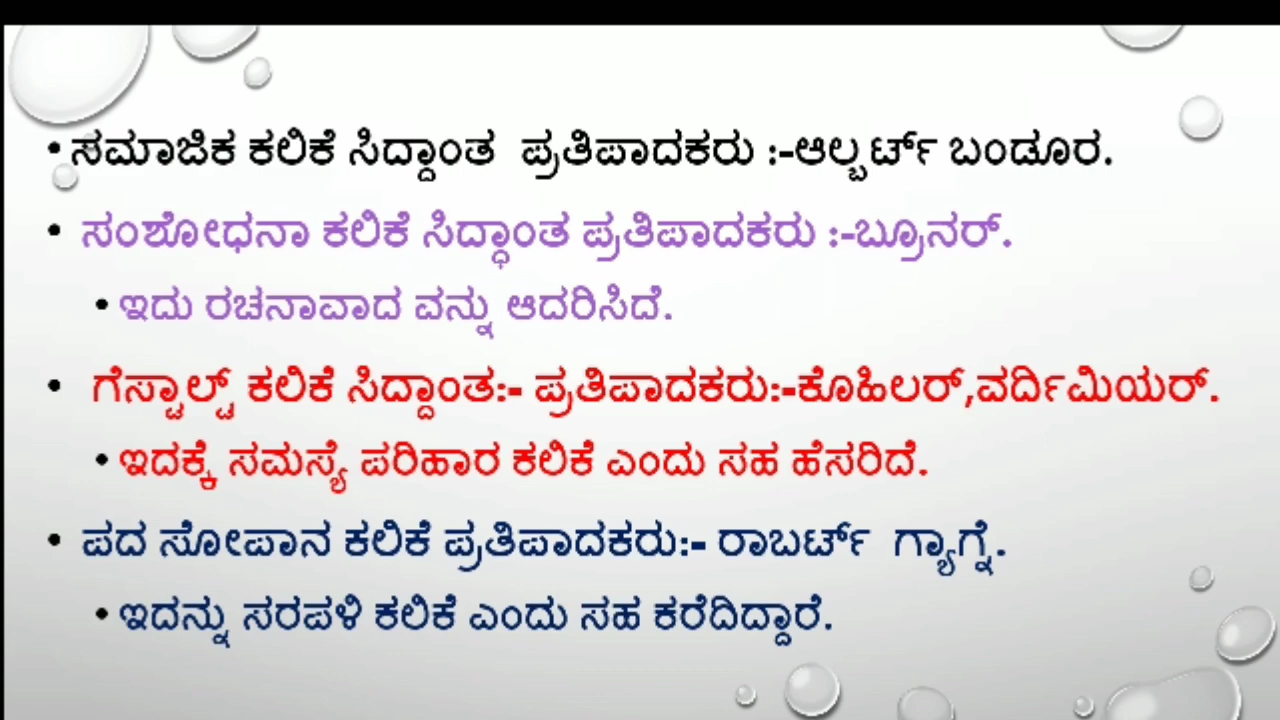 • ಸಮಾಜಿಕ ಕಲಿಕೆ ಸಿದ್ದಾಂತ ಪ್ರತಿಪಾದಕರು :-ಆಲ್ಬರ್ಟ್ ಬಂಡೂರ.
• ಸಂಶೋಧನಾ ಕಲಿಕೆ ಸಿದ್ಧಾಂತ ಪ್ರತಿಪಾದಕರು :-ಬ್ರೂನರ್.
• ಇದು ರಚನಾವಾದ ವನ್ನು ಆದರಿಸಿದೆ.
• ಗೆಸ್ಟಾಲ್ಟ್ ಕಲಿಕೆ ಸಿದ್ದಾಂತ:- ಪ್ರತಿಪಾದಕರು:-ಕೊಹಿಲರ್,ವರ್ದಿಮಿಯರ್.
• ಇದಕ್ಕೆ ಸಮಸ್ಯೆ ಪರಿಹಾರ ಕಲಿಕೆ ಎಂದು ಸಹ ಹೆಸರಿದೆ.
• ಪದ ಸೋಪಾನ ಕಲಿಕೆ ಪ್ರತಿಪಾದಕರು:- ರಾಬರ್ಟ್ ಗ್ಯಾಗ್ನೆ.
• ಇದನ್ನು ಸರಪಳಿ ಕಲಿಕೆ ಎಂದು ಸಹ ಕರೆದಿದ್ದಾರೆ.